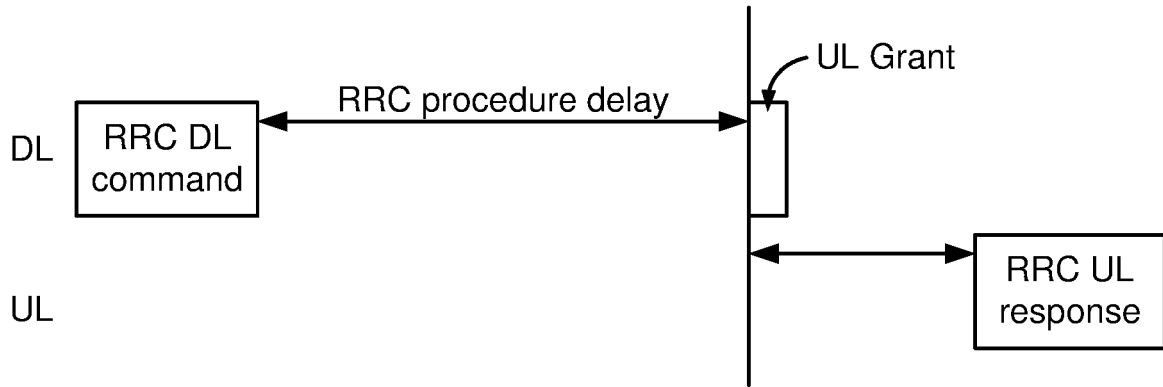 UL Grant
RRC procedure delay
DL
RRC DL
command
UL
RRC UL
response